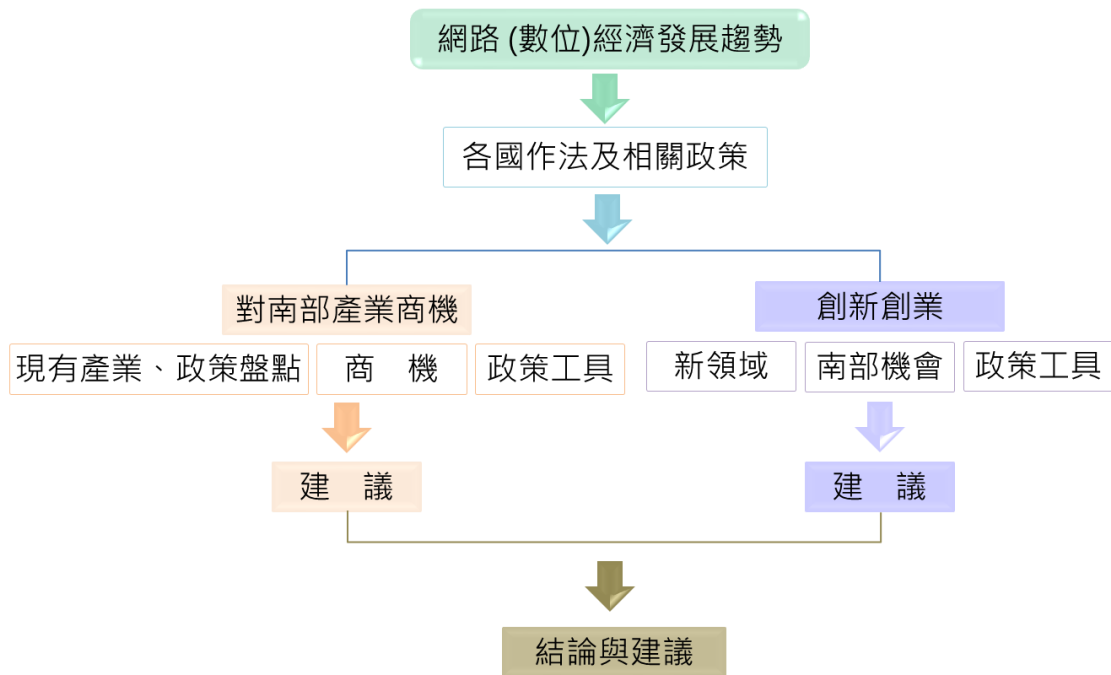 網路 (數位)經濟發展趨勢
各國作法及相關政策
對南部產業商機
現有產業、政策盤點
商　機
政策工具
建　議
創新創業
新領域
南部機會
政策工具
建　議
結論與建議